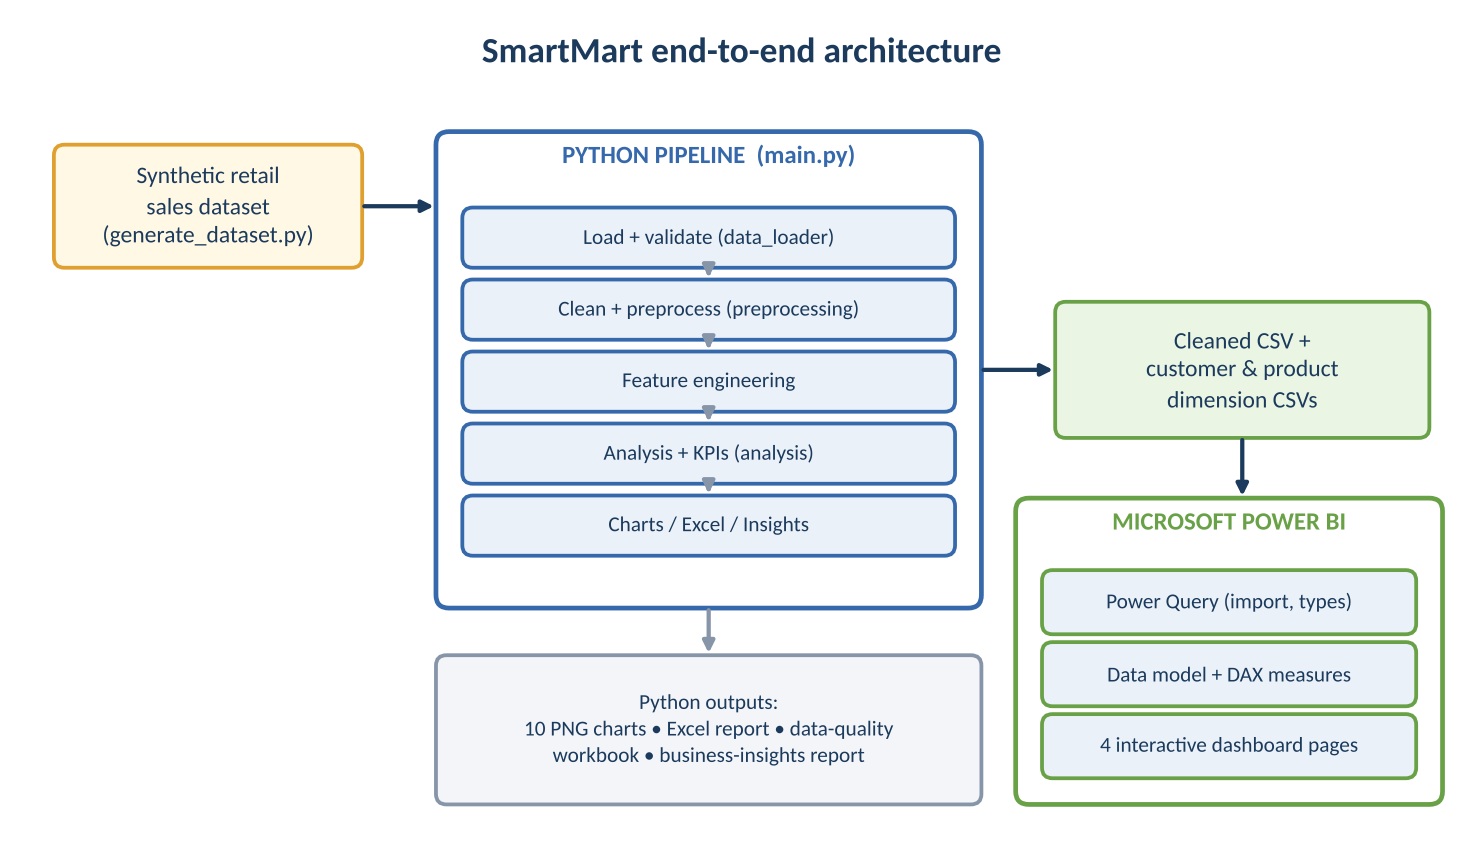 SmartMart end-to-end architecture
Synthetic retail
sales dataset
(generate_dataset.py)
PYTHON PIPELINE (main.py)
Load + validate (data_loader)
Clean + preprocess (preprocessing)
Feature engineering
Analysis + KPIs (analysis)
Charts / Excel / Insights
Python outputs:
10 PNG charts • Excel report • data-quality
workbook • business-insights report
Cleaned CSV +
customer & product
dimension CSVs
MICROSOFT POWER BI
Power Query (import, types)
Data model + DAX measures
4 interactive dashboard pages